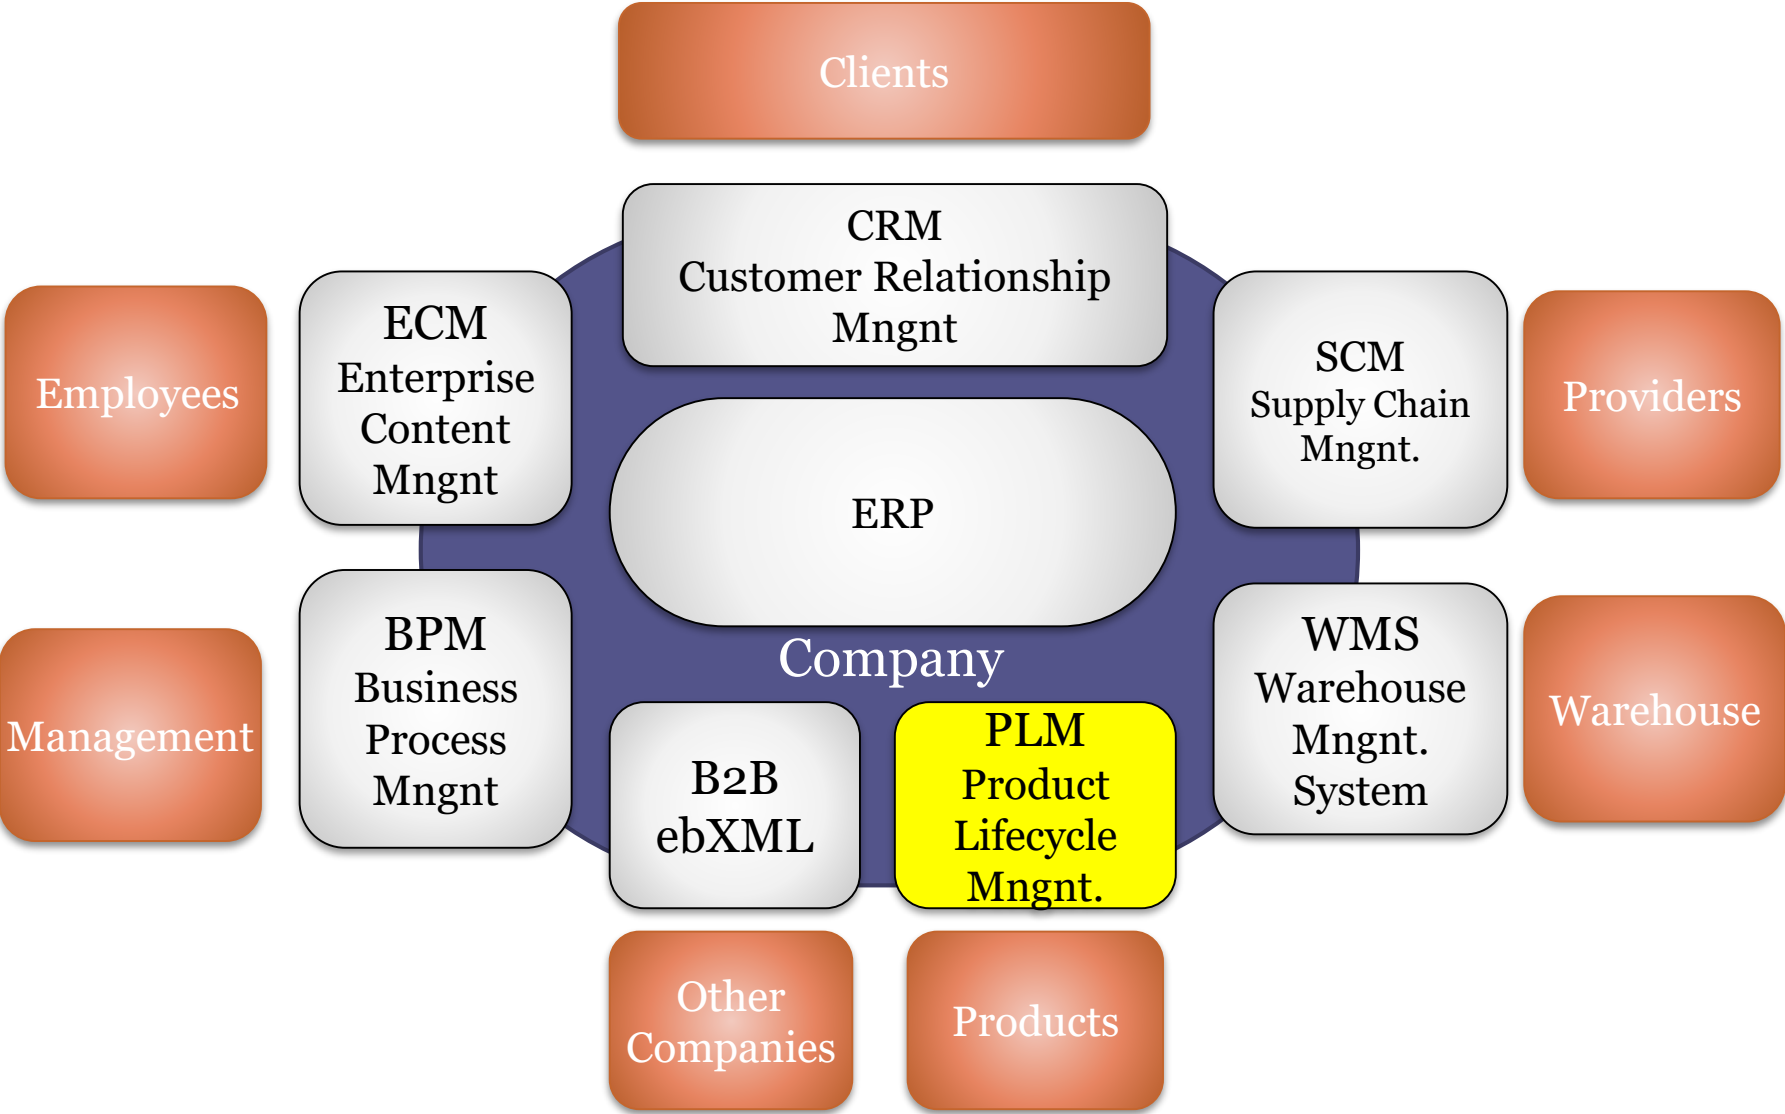 Clients
CRM
Customer Relationship
Mngnt
Employees
ECM
Enterprise
Content
Mngnt
SCM
Supply Chain
Mngnt.
Providers
ERP
Company
Management
BPM
Business
Process
Mngnt
B2B
ebXML
PLM
Product
Lifecycle
Mngnt.
WMS
Warehouse
Mngnt.
System
Warehouse
Other
Companies
Products